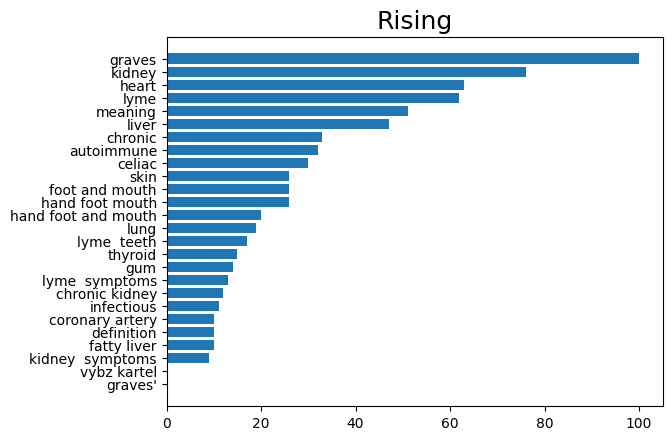 Rising
graves
kidney
heart
lyme
meaning
liver
chronic
autoimmune
celiac
skin
foot and mouth
hand foot mouth
hand foot and mouth
lung
lyme  teeth
thyroid
gum
lyme  symptoms
chronic kidney
infectious
coronary artery
definition
fatty liver
kidney  symptoms
vybz kartel
graves'
0 20 40 60 80 100